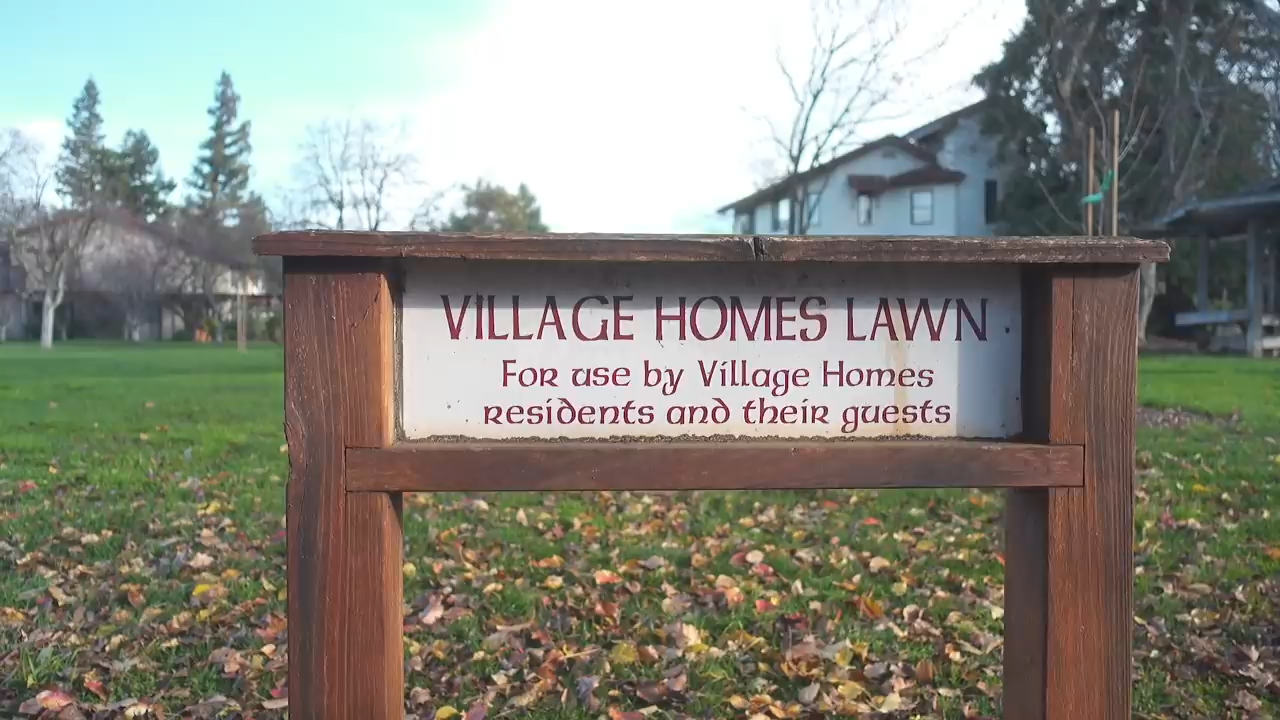 VILLAGE HOMES LAWN
For use by Village Homes
residents and their guests